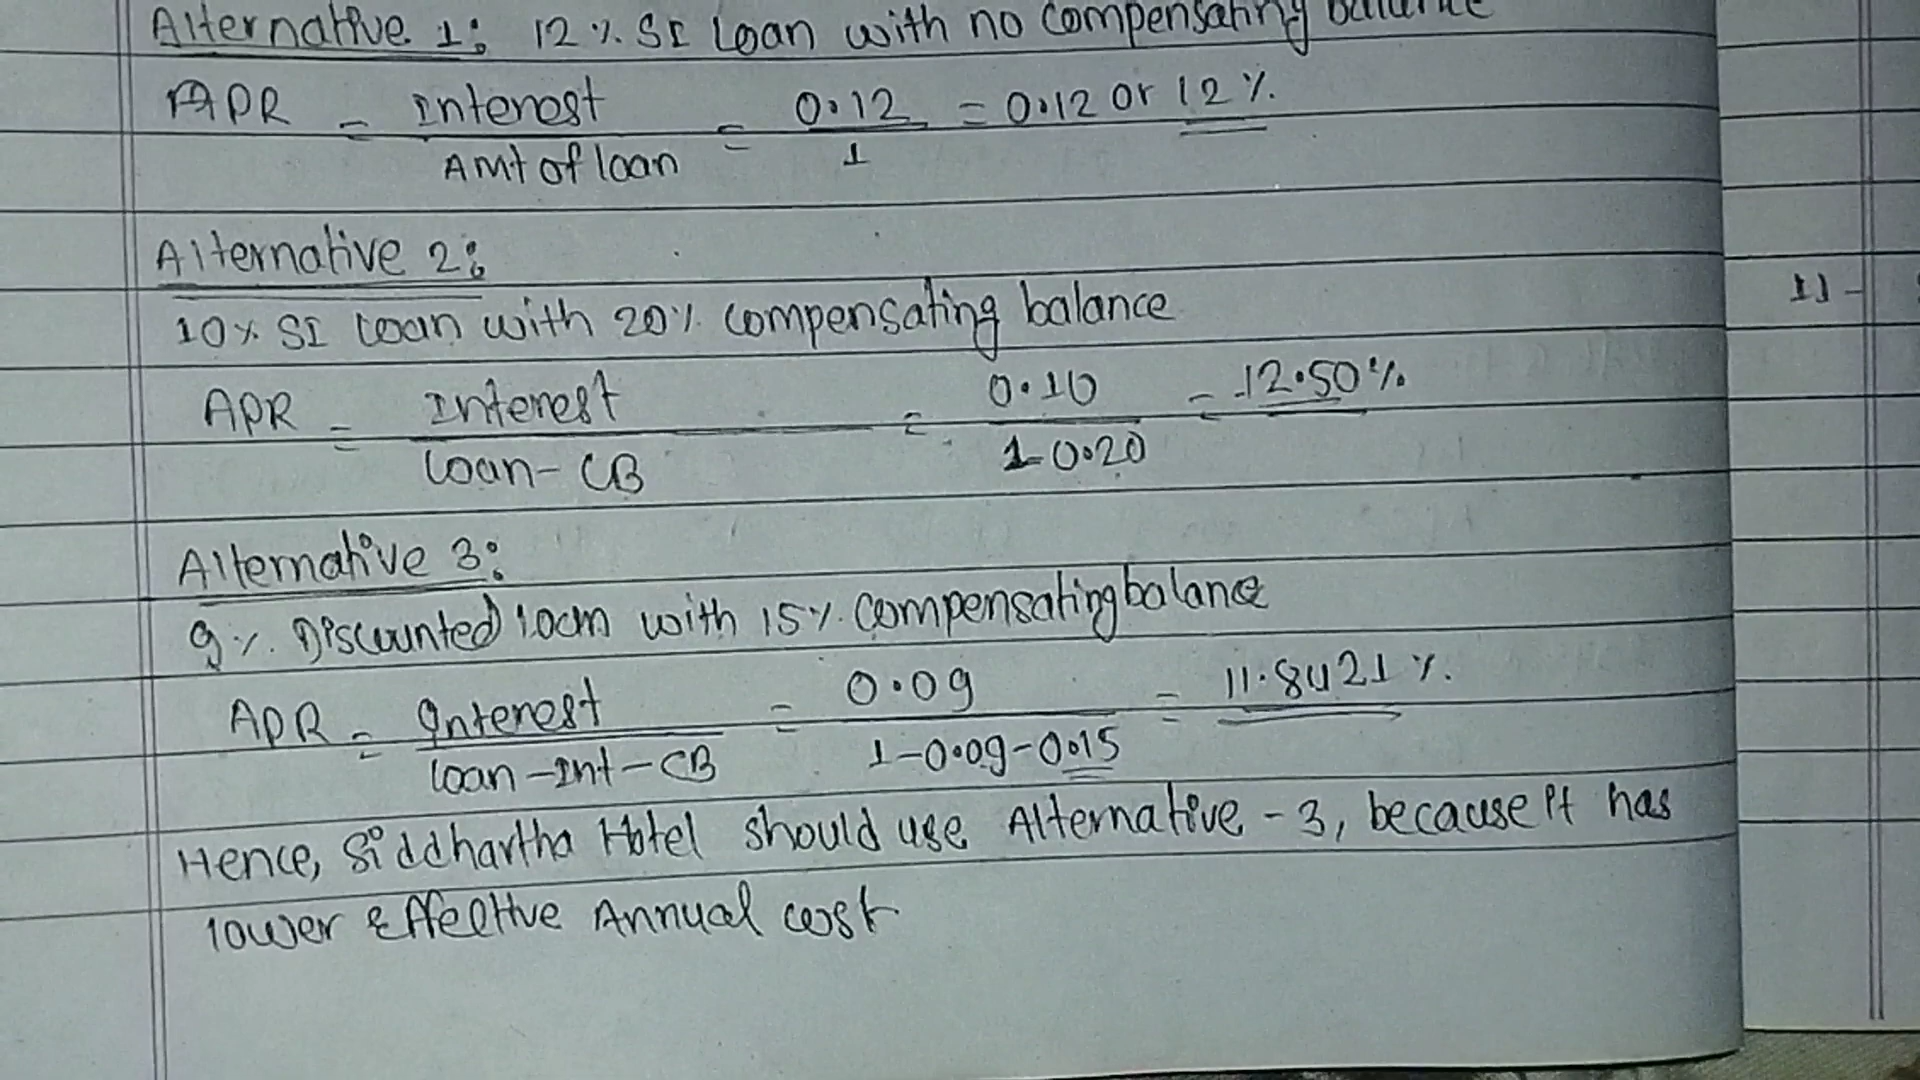 Alternative 1: 12% SI Loan with no compensating balance
APR = Interest / Amt of loan = 0.12 / 1 = 0.12 or 12%
Alternative 2:
10% SI Loan with 20% compensating balance
APR = Interest / Loan-CB = 0.10 / 1-0.20 = 12.50%
Alternative 3:
9% Discounted loan with 15% compensating balance
APR = Interest / Loan-Int-CB = 0.09 / 1-0.09-0.15 = 11.8421%
Hence, Siddhartha Hotel should use Alternative-3, because it has
lower Effective Annual cost